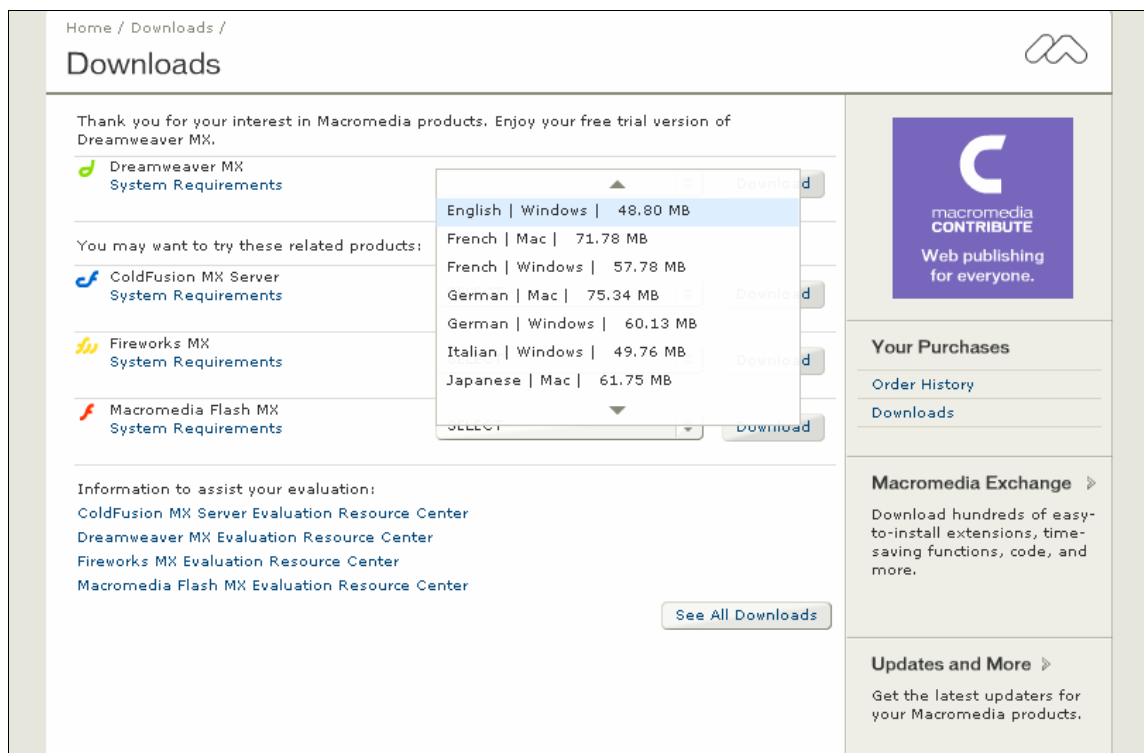 Home / Downloads /
Downloads
Thank you for your interest in Macromedia products. Enjoy your free trial version of
Dreamweaver MX.
Dreamweaver MX
System Requirements
Download
English | Windows | 48.80 MB
French | Mac | 71.78 MB
French | Windows | 57.78 MB
German | Mac | 75.34 MB
German | Windows | 60.13 MB
Italian | Windows | 49.76 MB
Japanese | Mac | 61.75 MB
You may want to try these related products:
ColdFusion MX Server
System Requirements
Download
Fireworks MX
System Requirements
Download
Macromedia Flash MX
System Requirements
SELECT
Download
Information to assist your evaluation:
ColdFusion MX Server Evaluation Resource Center
Dreamweaver MX Evaluation Resource Center
Fireworks MX Evaluation Resource Center
Macromedia Flash MX Evaluation Resource Center
See All Downloads
macromedia
CONTRIBUTE
Web publishing
for everyone.
Your Purchases
Order History
Downloads
Macromedia Exchange
Download hundreds of easy-
to-install extensions, time-
saving functions, code, and
more.
Updates and More
Get the latest updaters for
your Macromedia products.